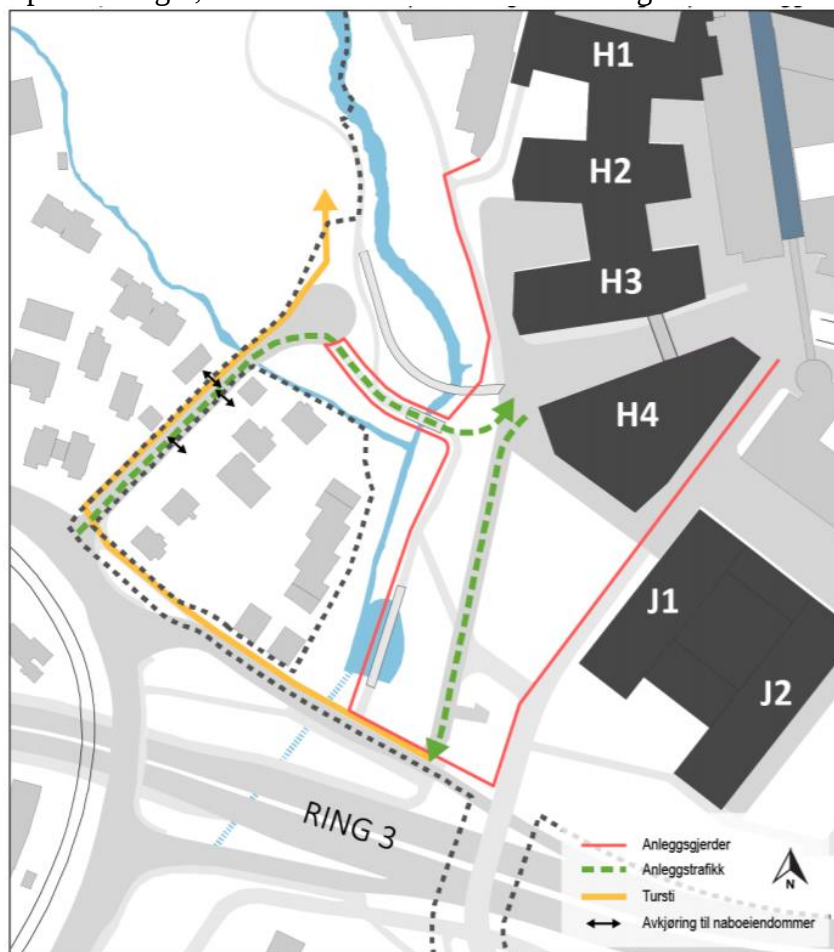 H1
H2
H3
H4
J1
J2
RING 3
Anleggsgjerder
Anleggstrafikk
Tursti
Avkjøring til naboeiendommer
N